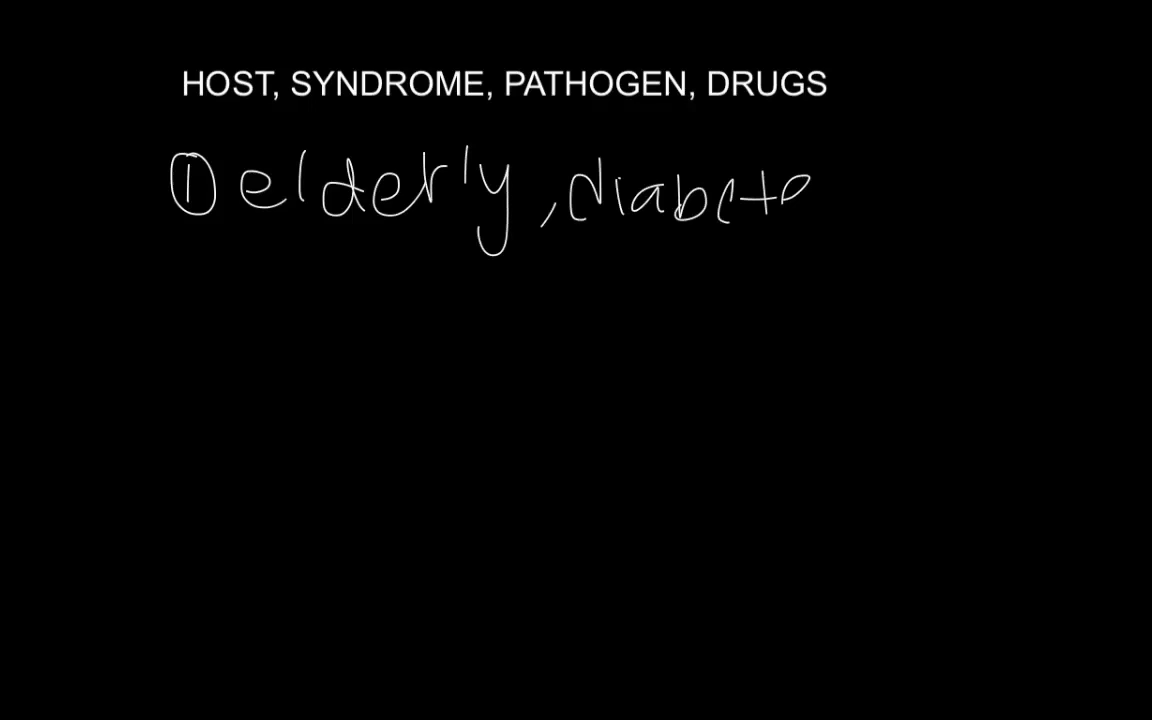 HOST, SYNDROME, PATHOGEN, DRUGS
① elderly, diabete